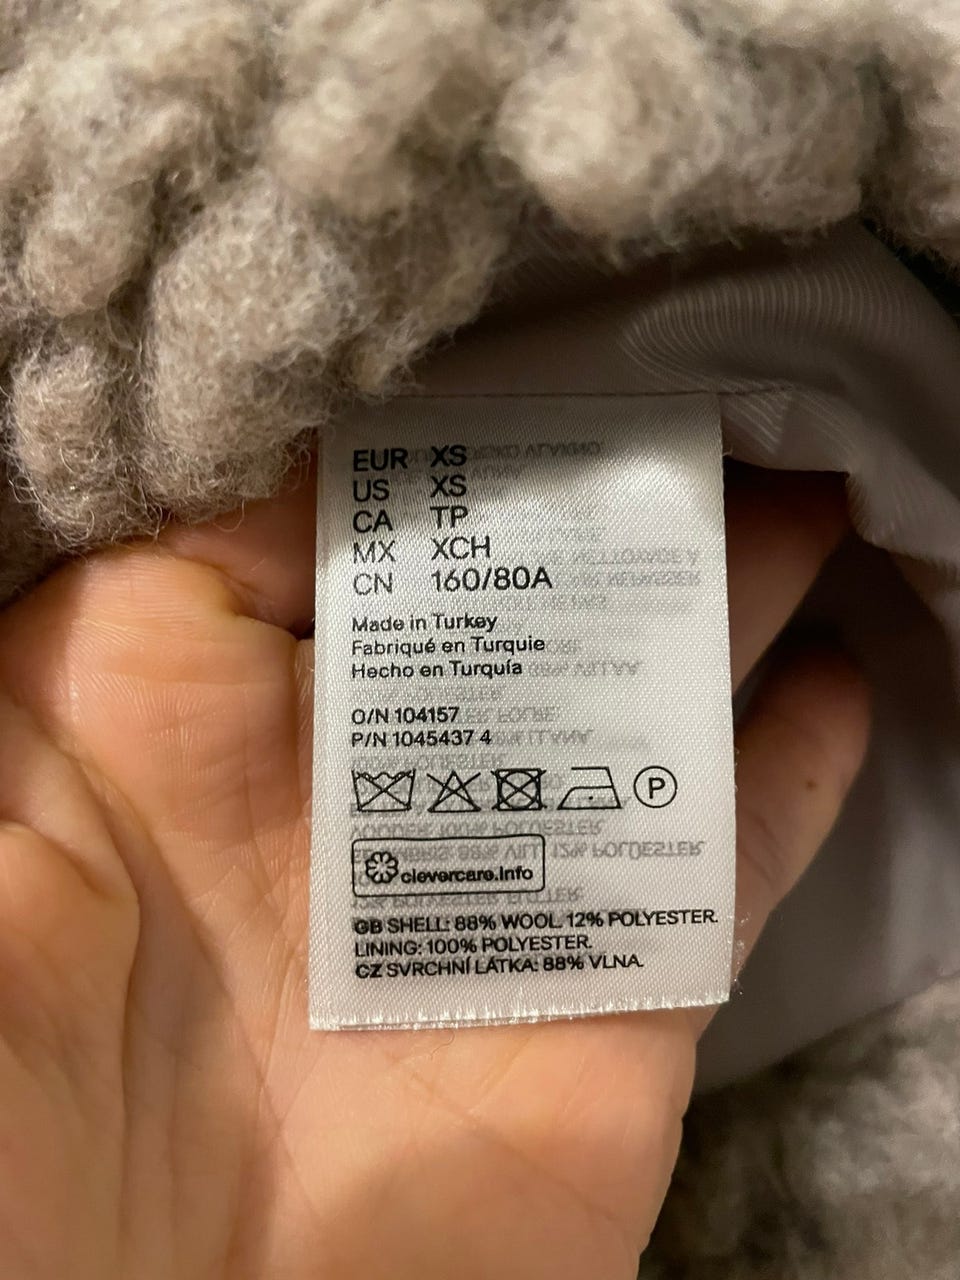 EUR XS
US XS
CA TP
MX XCH
CN 160/80A
Made in Turkey
Fabriqué en Turquie
Hecho en Turquía
O/N 104157
P/N 1045437 4
P
clevercare.info
GB SHELL: 88% WOOL. 12% POLYESTER.
LINING: 100% POLYESTER.
CZ SVRCHNÍ LÁTKA: 88% VLNA.